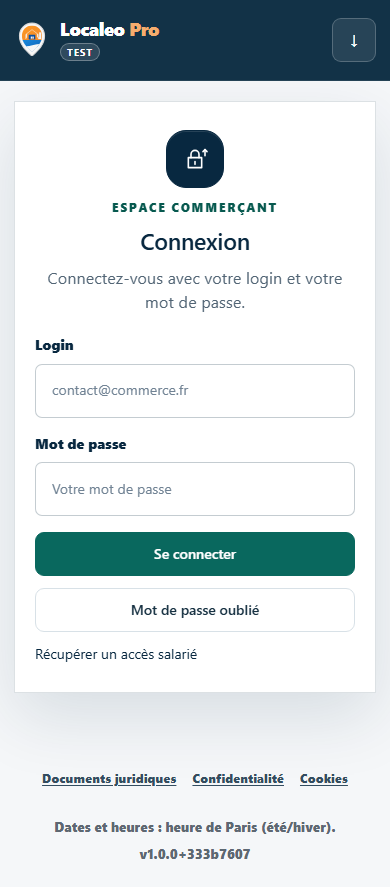 Localeo Pro
TEST
↓
ESPACE COMMERÇANT
Connexion
Connectez-vous avec votre login et votre
mot de passe.
Login
contact@commerce.fr
Mot de passe
Votre mot de passe
Se connecter
Mot de passe oublié
Récupérer un accès salarié
Documents juridiques Confidentialité Cookies
Dates et heures : heure de Paris (été/hiver).
v1.0.0+333b7607